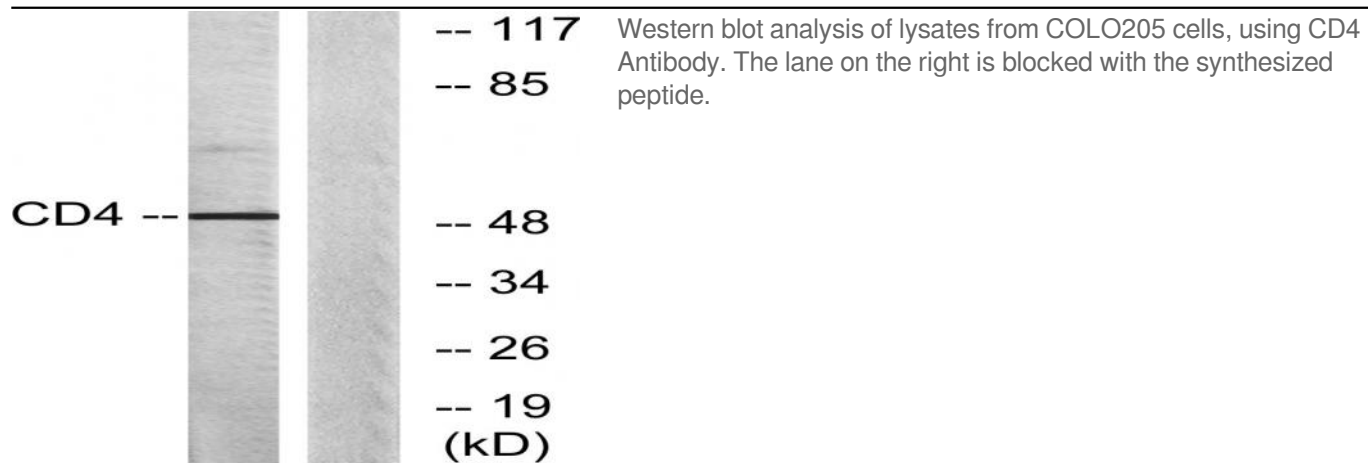 CD4 --
-- 117
-- 85
-- 48
-- 34
-- 26
-- 19
(kD)
Western blot analysis of lysates from COLO205 cells, using CD4
Antibody. The lane on the right is blocked with the synthesized
peptide.